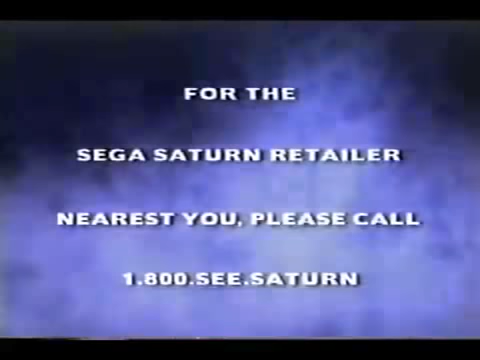 FOR THE
SEGA SATURN RETAILER
NEAREST YOU, PLEASE CALL
1.800.SEE.SATURN